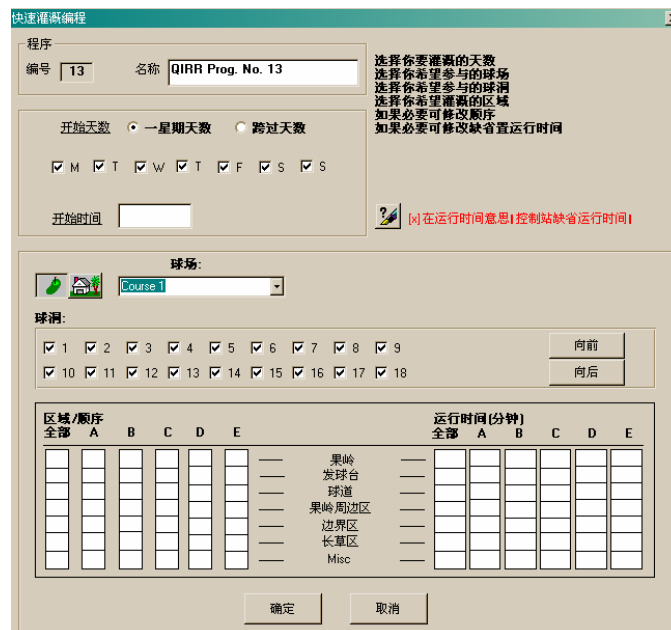 快速灌溉编程
程序
编号 13 名称 QIRR Prog. No. 13
选择你要灌溉的天数
选择你希望参与的球场
选择你希望参与的球洞
选择你希望灌溉的区域
如果必要可修改顺序
如果必要可修改缺省置运行时间
开始天数 一星期天数 跨过天数
M T W T F S S
开始时间
[x]在运行时间意思[控制站缺省运行时间]
球场:
Course 1
球洞:
1 2 3 4 5 6 7 8 9
向前
10 11 12 13 14 15 16 17 18
向后
区域/顺序
运行时间(分钟)
全部 A B C D E
全部 A B C D E
果岭
发球台
球道
果岭周边区
边界区
长草区
Misc
确定 取消